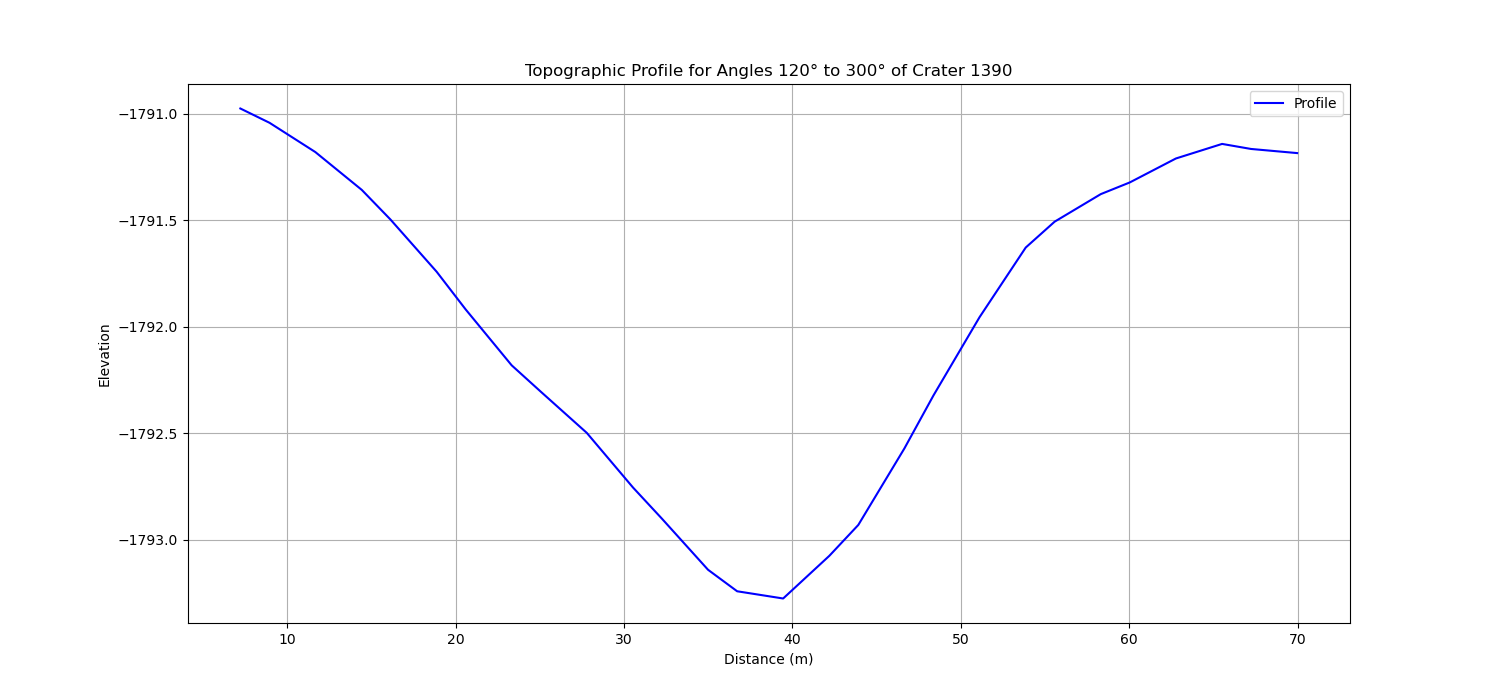 Topographic Profile for Angles 120° to 300° of Crater 1390
Profile
−1791.0
−1791.5
−1792.0
−1792.5
−1793.0
Elevation
10 20 30 40 50 60 70
Distance (m)